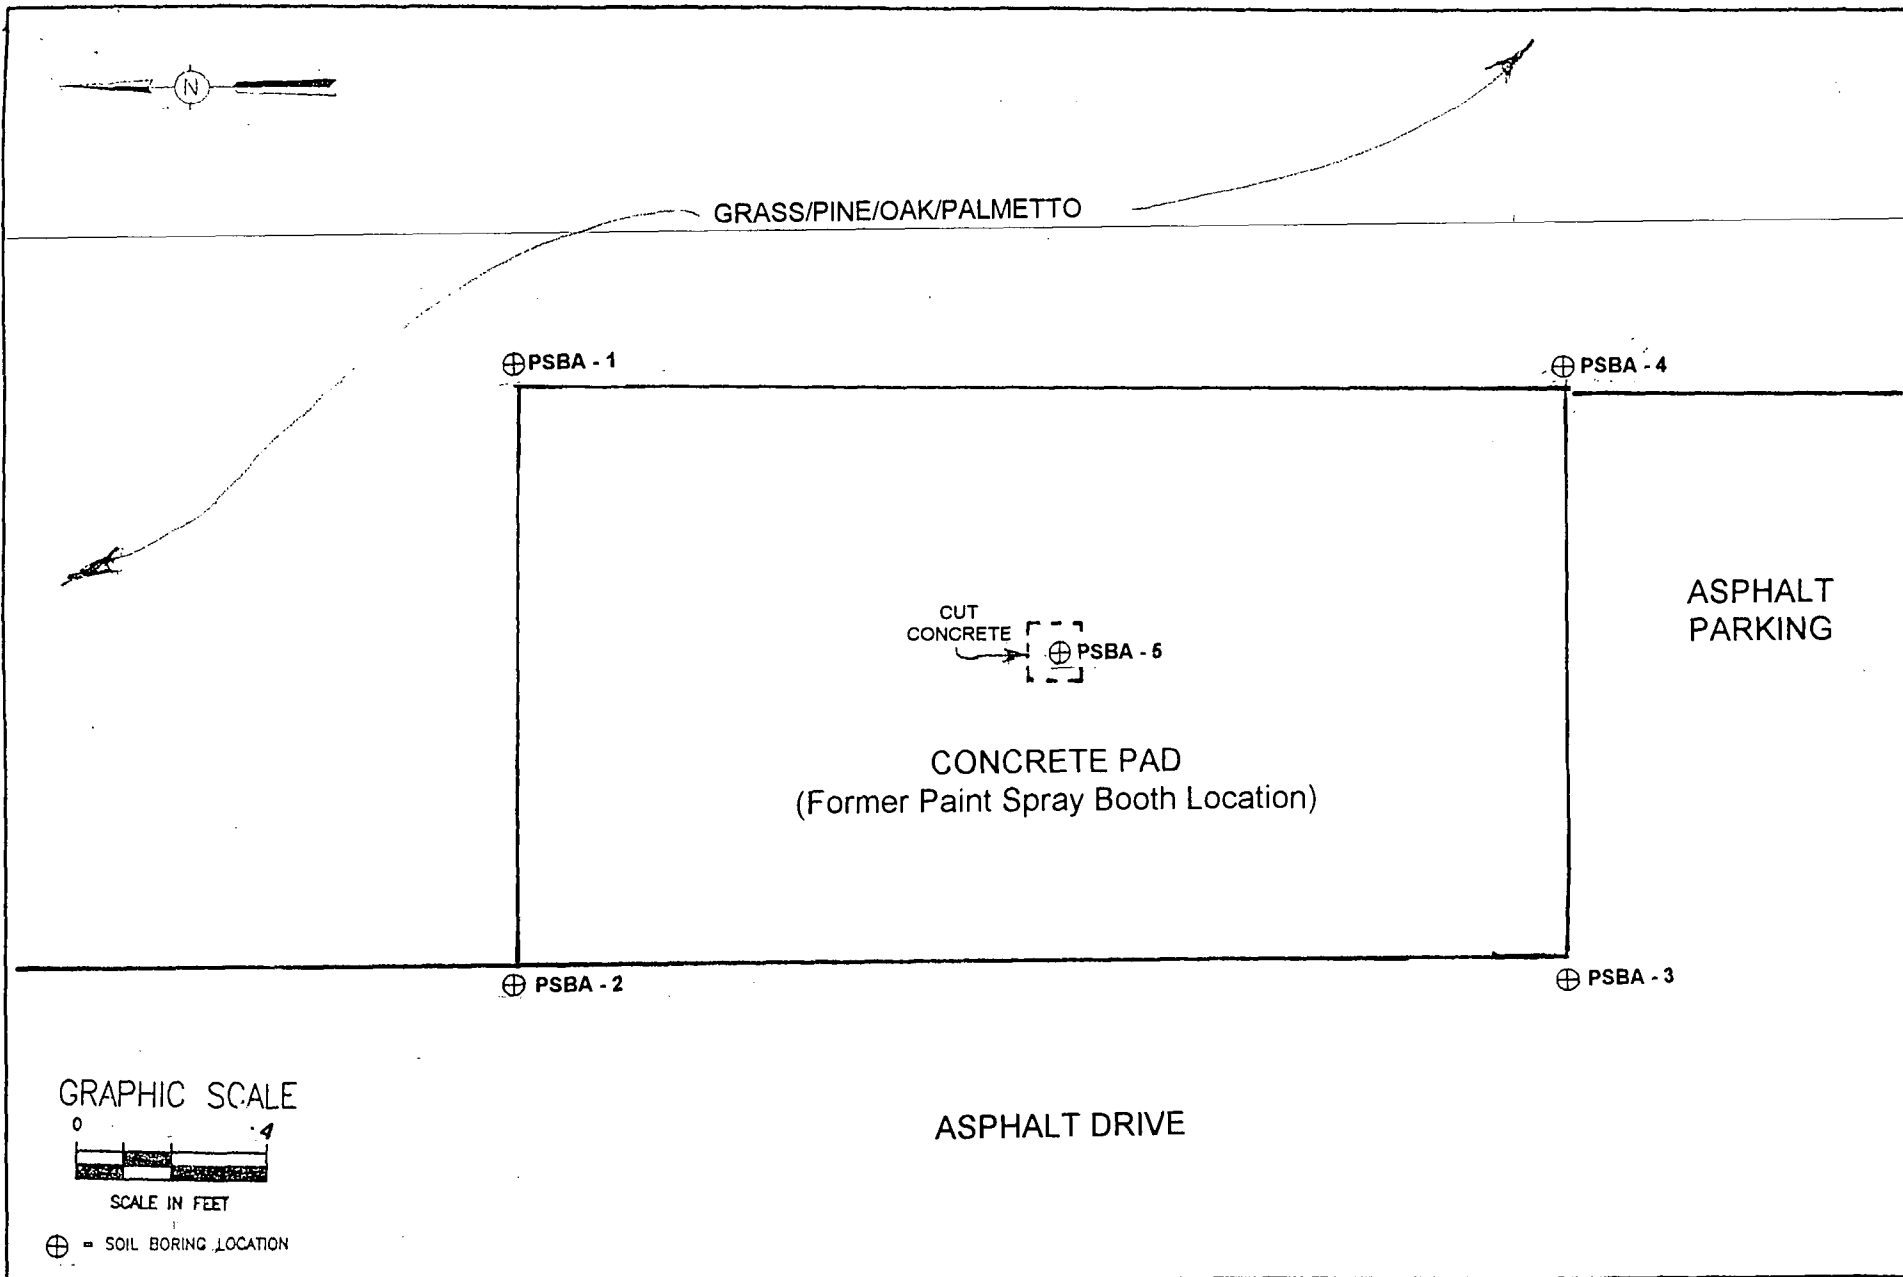 N
GRASS/PINE/OAK/PALMETTO
PSBA - 1
PSBA - 4
CUT
CONCRETE
PSBA - 5
ASPHALT
PARKING
CONCRETE PAD
(Former Paint Spray Booth Location)
PSBA - 2
PSBA - 3
GRAPHIC SCALE
0 4
SCALE IN FEET
= SOIL BORING LOCATION
ASPHALT DRIVE